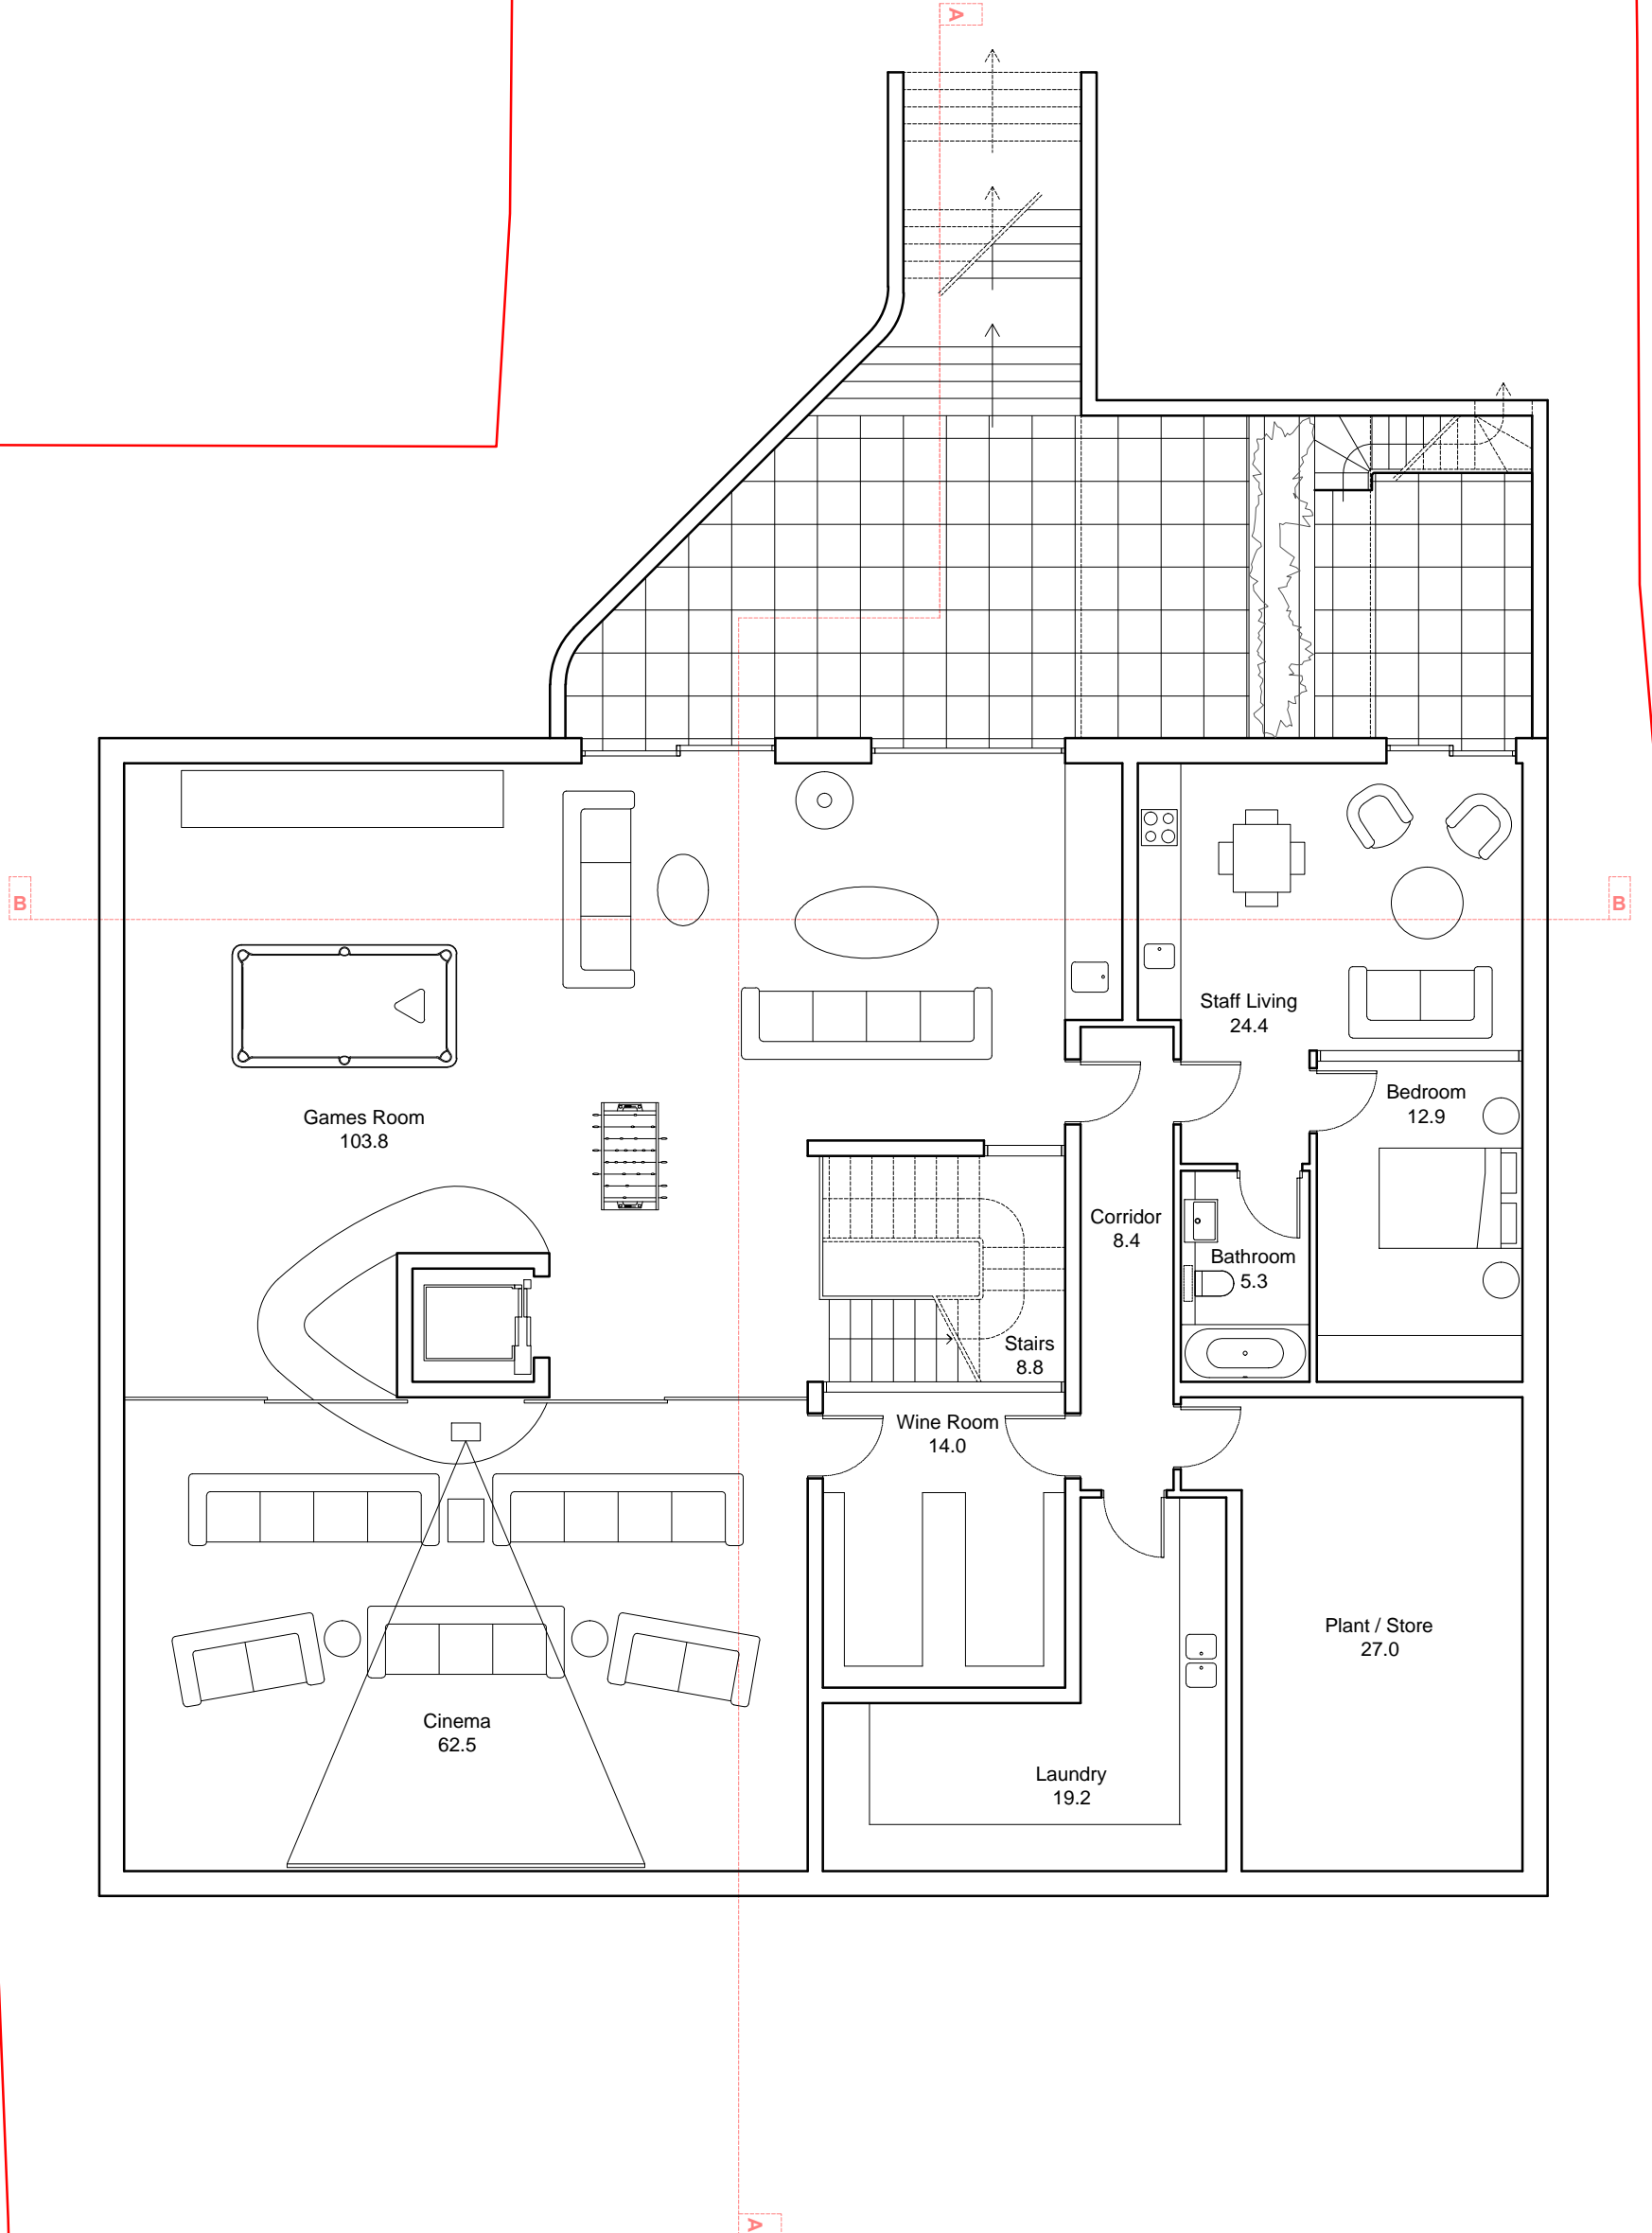 A
B
B
Staff Living
24.4
Bedroom
12.9
Games Room
103.8
Corridor
8.4
Bathroom
5.3
Stairs
8.8
Wine Room
14.0
Plant / Store
27.0
Cinema
62.5
Laundry
19.2
A